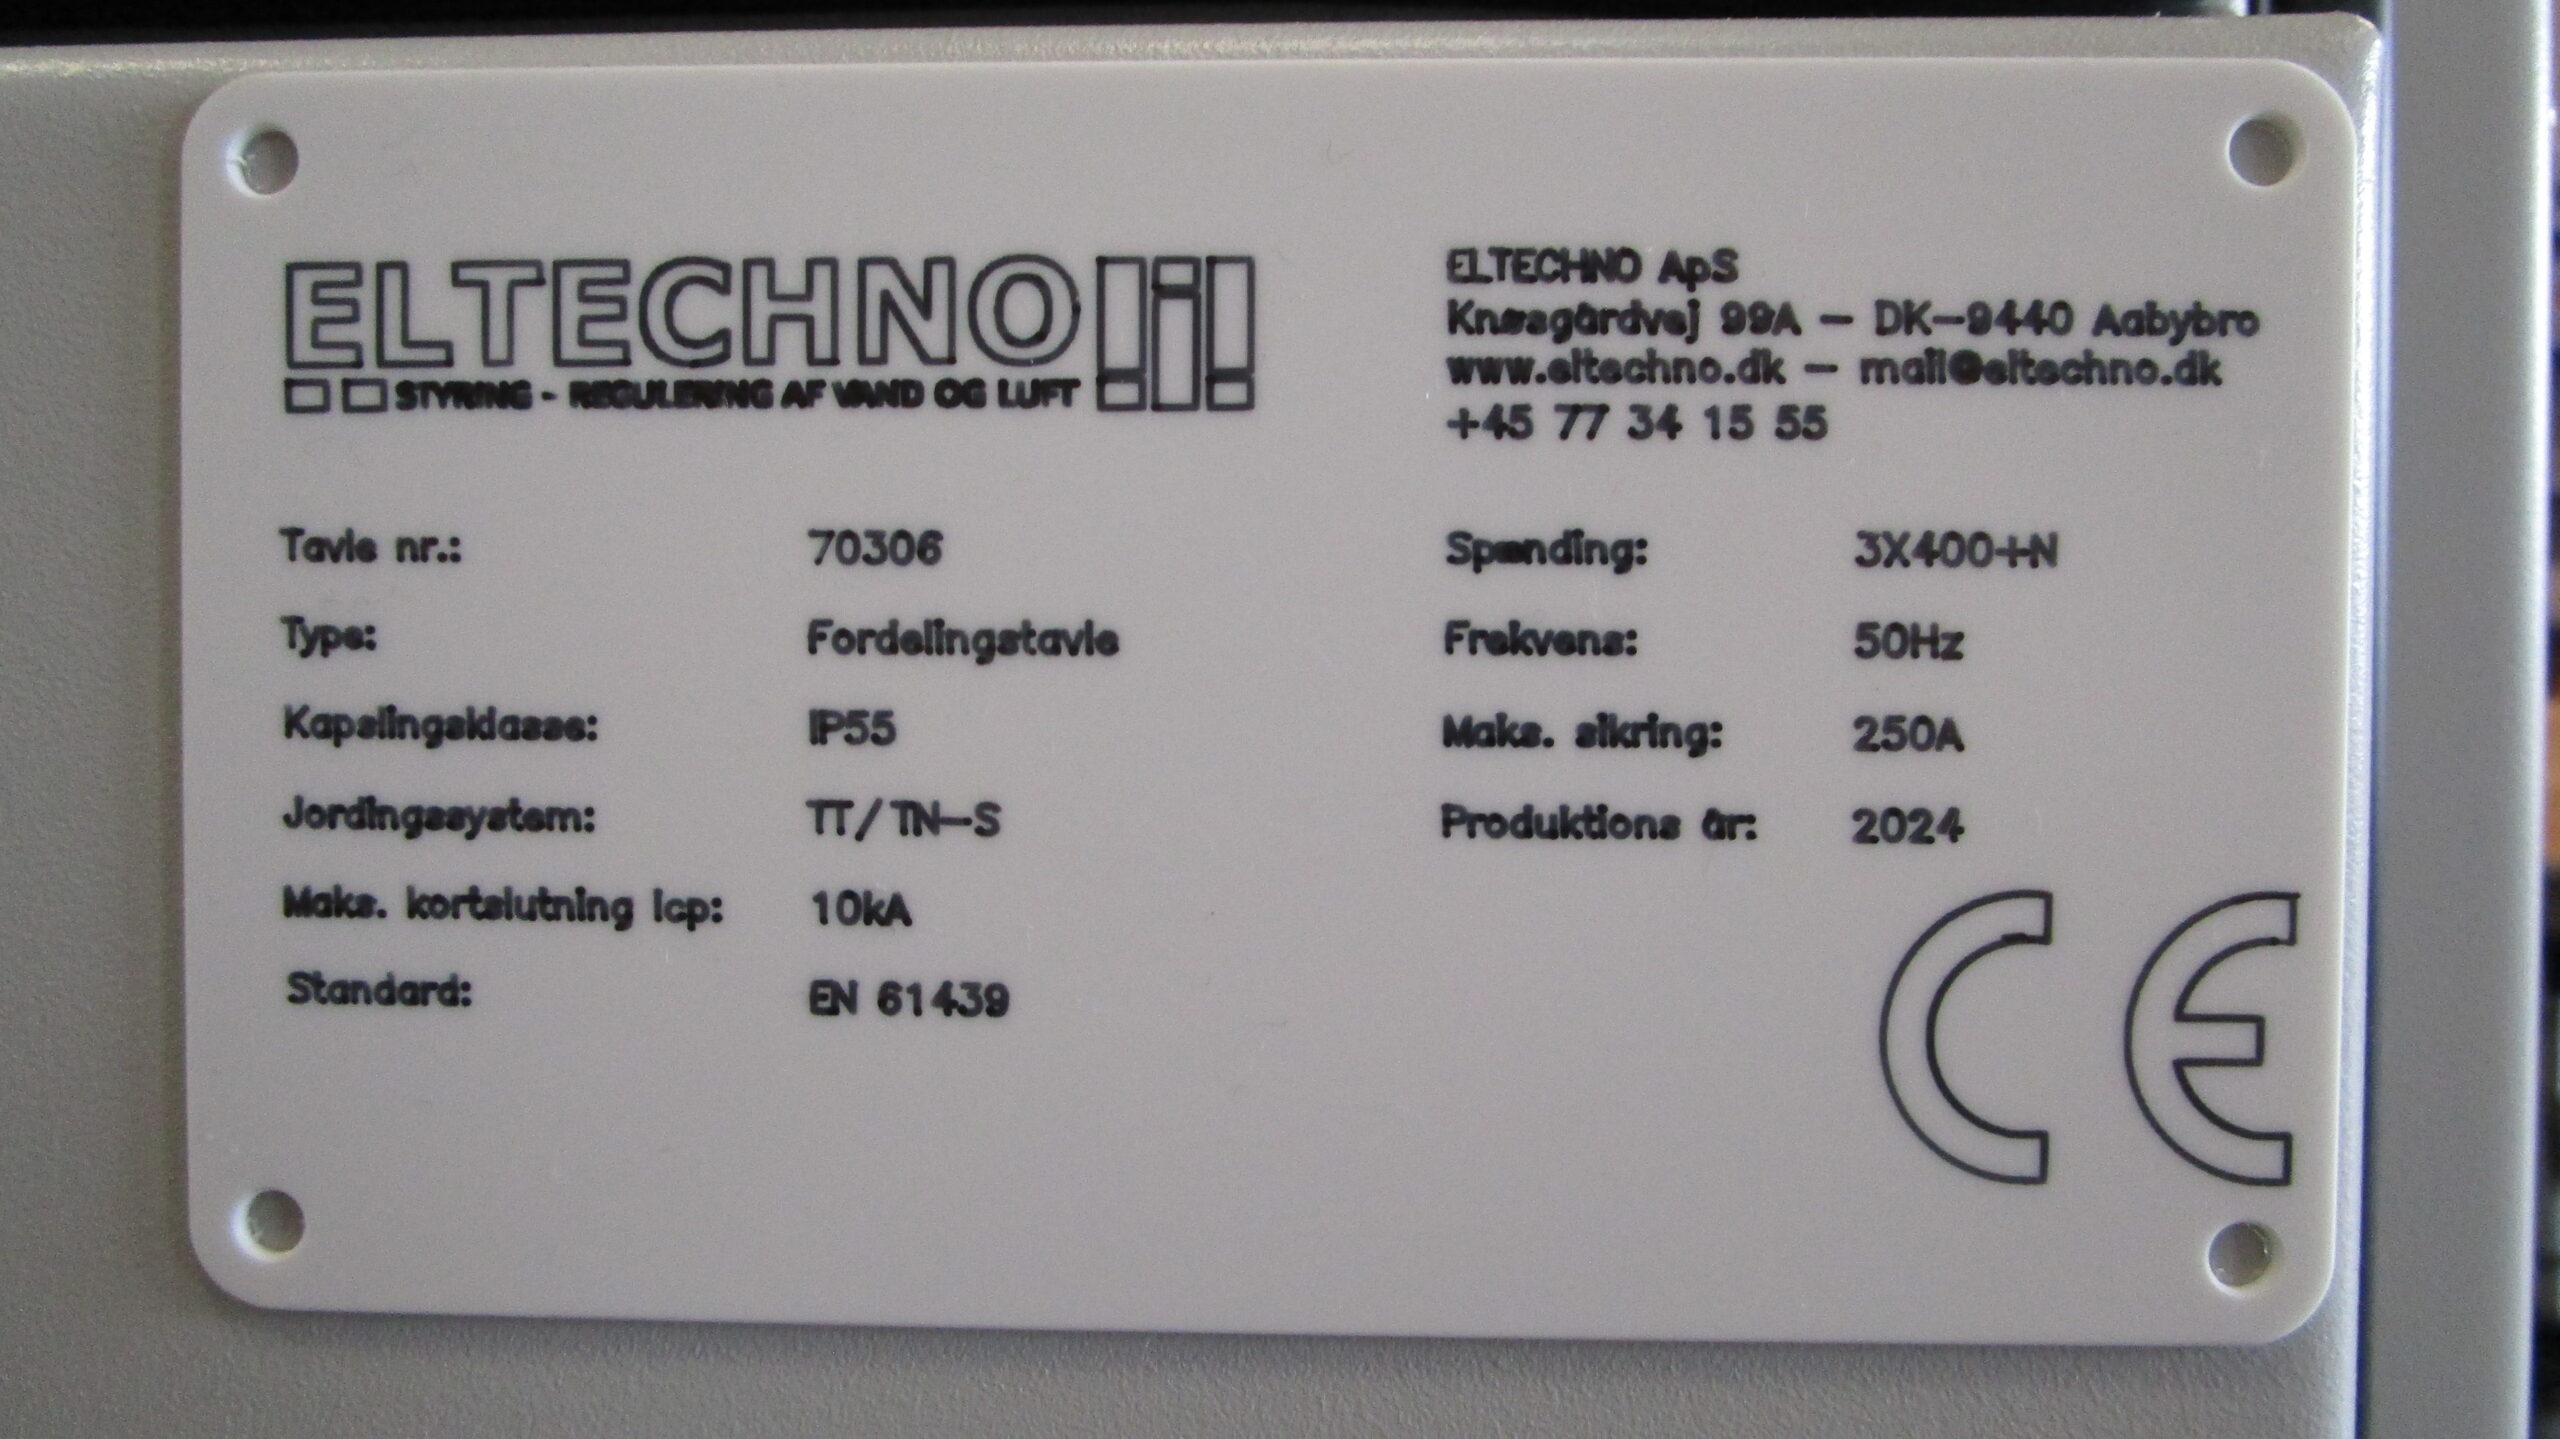 ELTECHNO
STYRING - REGULERING AF VAND OG LUFT
ELTECHNO ApS
Knøsgårdvej 99A - DK-9440 Aabybro
www.eltechno.dk - mail@eltechno.dk
+45 77 34 15 55
Tavle nr.: 70306
Type: Fordelingstavle
Kapslingsklasse: IP55
Jordingssystem: TT/TN-S
Maks. kortslutning Icp: 10kA
Standard: EN 61439
Spænding: 3X400+N
Frekvens: 50Hz
Maks. sikring: 250A
Produktions år: 2024
CE